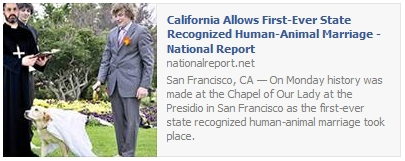 California Allows First-Ever State
Recognized Human-Animal Marriage -
National Report
nationalreport.net
San Francisco, CA — On Monday history was
made at the Chapel of Our Lady at the
Presidio in San Francisco as the first-ever
state recognized human-animal marriage took
place.